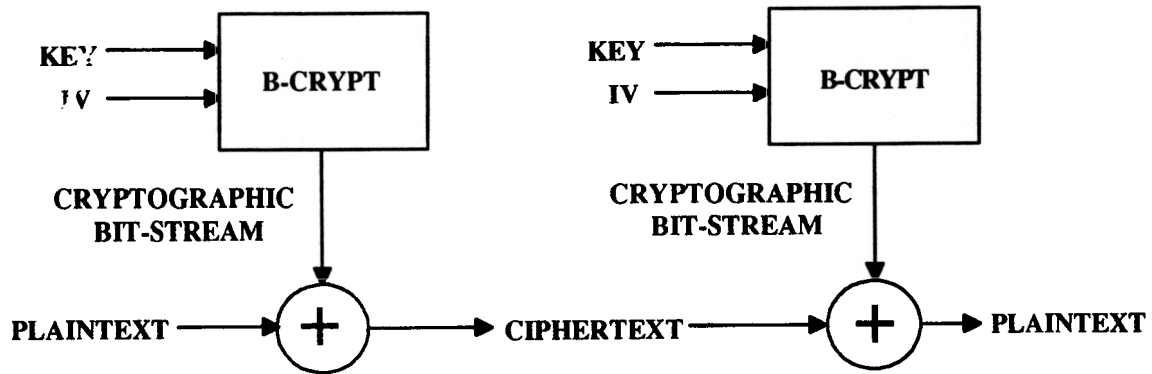 KEY
IV
B-CRYPT
CRYPTOGRAPHIC
BIT-STREAM
PLAINTEXT
+
CIPHERTEXT
KEY
IV
B-CRYPT
CRYPTOGRAPHIC
BIT-STREAM
+
PLAINTEXT